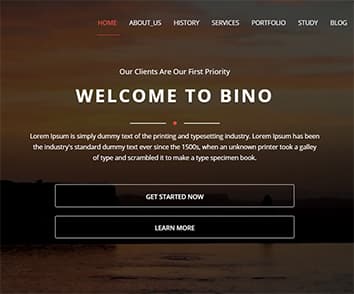 HOME ABOUT_US HISTORY SERVICES PORTFOLIO STUDY BLOG
Our Clients Are Our First Priority
WELCOME TO BINO
Lorem Ipsum is simply dummy text of the printing and typesetting industry. Lorem Ipsum has been
the industry's standard dummy text ever since the 1500s, when an unknown printer took a galley
of type and scrambled it to make a type specimen book.
GET STARTED NOW
LEARN MORE